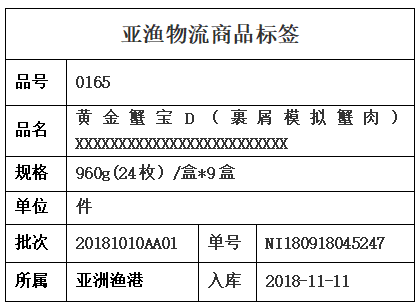 亚渔物流商品标签
品号 0165
品名 黄金蟹宝D（裹屑模拟蟹肉）
XXXXXXXXXXXXXXXXXXXXXXXXX
规格 960g(24枚）/盒*9盒
单位 件
批次 20181010AA01 单号 NI180918045247
所属 亚洲渔港 入库 2018-11-11